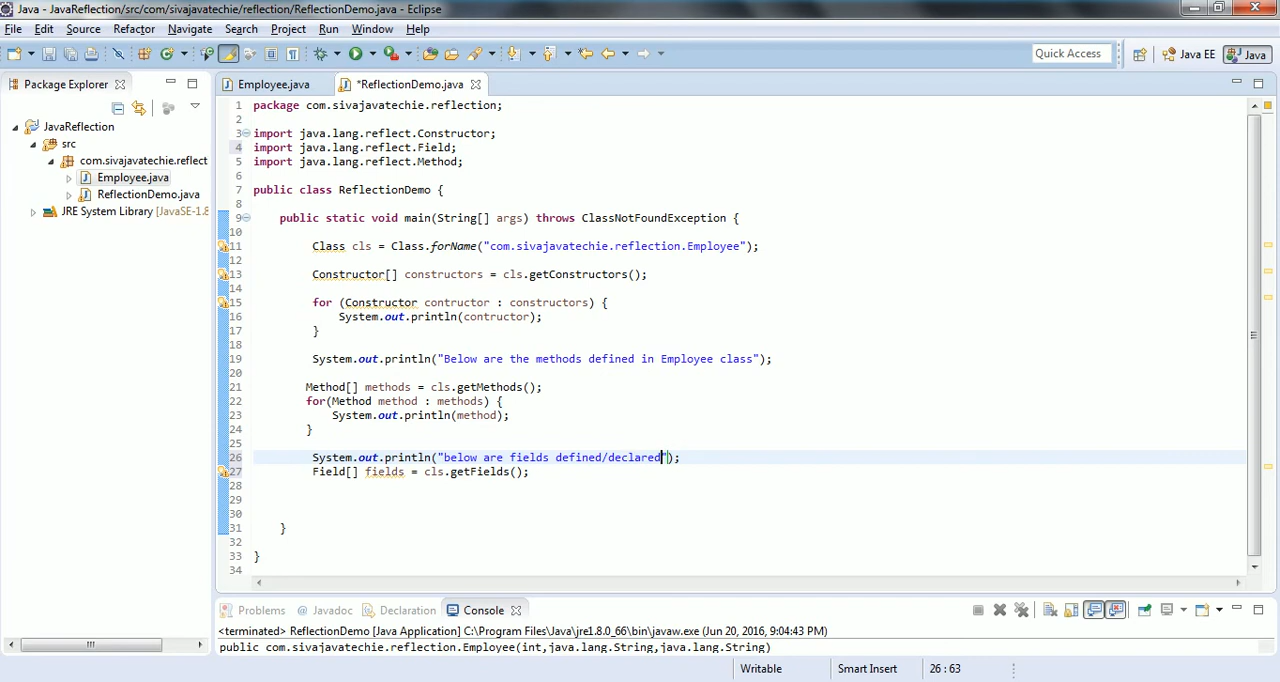 Java - JavaReflection/src/com/sivajavatechie/reflection/ReflectionDemo.java - Eclipse
File Edit Source Refactor Navigate Search Project Run Window Help
Quick Access Java EE Java
Package Explorer
Employee.java *ReflectionDemo.java
JavaReflection
src
com.sivajavatechie.reflect
Employee.java
ReflectionDemo.java
JRE System Library [JavaSE-1.8
1 package com.sivajavatechie.reflection;
2
3 import java.lang.reflect.Constructor;
4 import java.lang.reflect.Field;
5 import java.lang.reflect.Method;
6
7 public class ReflectionDemo {
8
9 public static void main(String[] args) throws ClassNotFoundException {
10
11 Class cls = Class.forName("com.sivajavatechie.reflection.Employee");
12
13 Constructor[] constructors = cls.getConstructors();
14
15 for (Constructor contructor : constructors) {
16 System.out.println(contructor);
17 }
18
19 System.out.println("Below are the methods defined in Employee class");
20
21 Method[] methods = cls.getMethods();
22 for(Method method : methods) {
23 System.out.println(method);
24 }
25
26 System.out.println("below are fields defined/declared");
27 Field[] fields = cls.getFields();
28
29
30
31 }
32
33 }
34
Problems @ Javadoc Declaration Console
<terminated> ReflectionDemo [Java Application] C:\Program Files\Java\jre1.8.0_66\bin\javaw.exe (Jun 20, 2016, 9:04:43 PM)
public com.sivajavatechie.reflection.Employee(int,java.lang.String,java.lang.String)
Writable Smart Insert 26 : 63